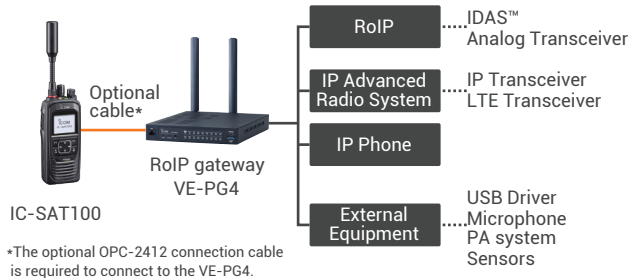 Optional
cable*
IC-SAT100
RoIP gateway
VE-PG4
RoIP
IDAS™
Analog Transceiver
IP Advanced
Radio System
IP Transceiver
LTE Transceiver
IP Phone
External
Equipment
USB Driver
Microphone
PA system
Sensors
*The optional OPC-2412 connection cable
is required to connect to the VE-PG4.